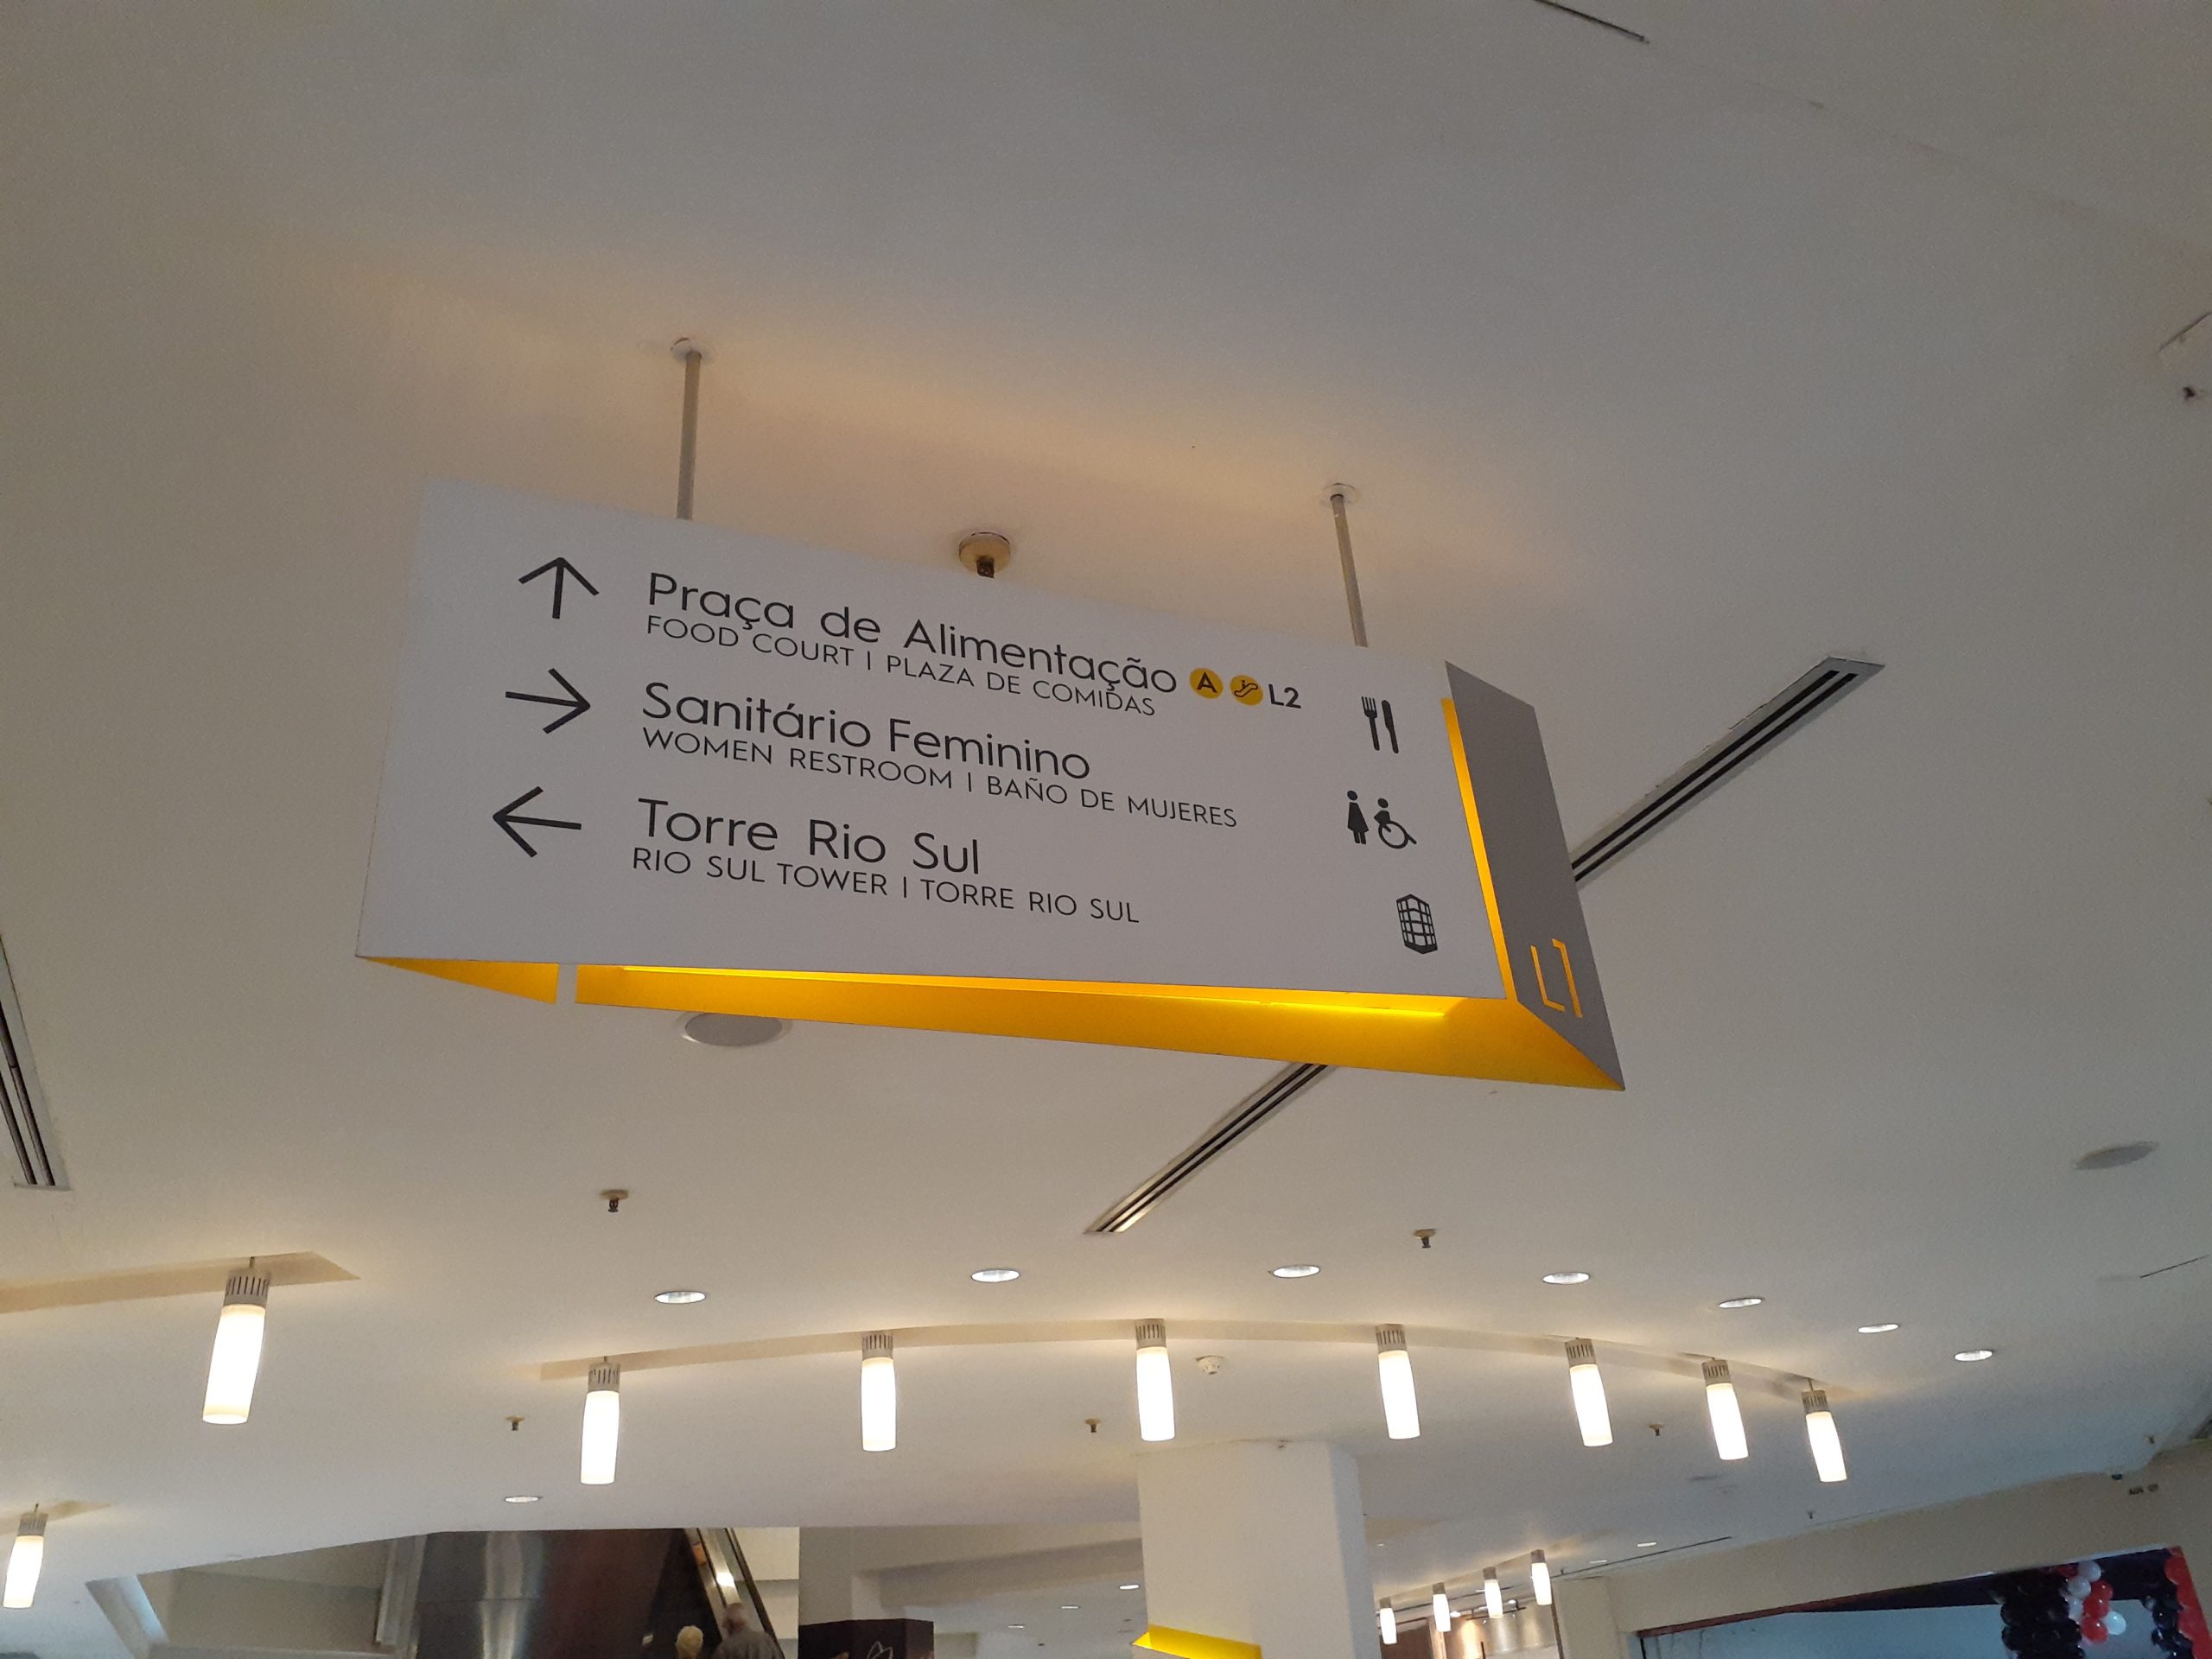 Praça de Alimentação A L2
FOOD COURT | PLAZA DE COMIDAS
Sanitário Feminino
WOMEN RESTROOM | BAÑO DE MUJERES
Torre Rio Sul
RIO SUL TOWER | TORRE RIO SUL
L1